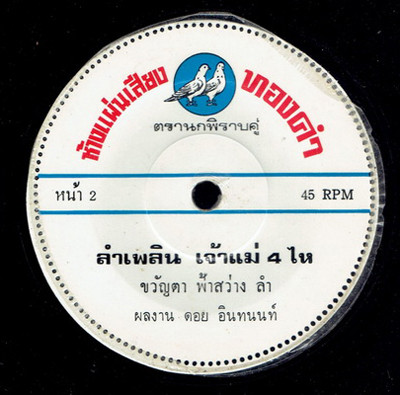 ห้างแผ่นเสียง ทองคำ
ตรานกพิราบคู่
หน้า 2 45 RPM
ลำเพลิน เจ้าแม่ 4 ไห
ขวัญตา ฟ้าสว่าง ลำ
ผลงาน ดอย อินทนนท์